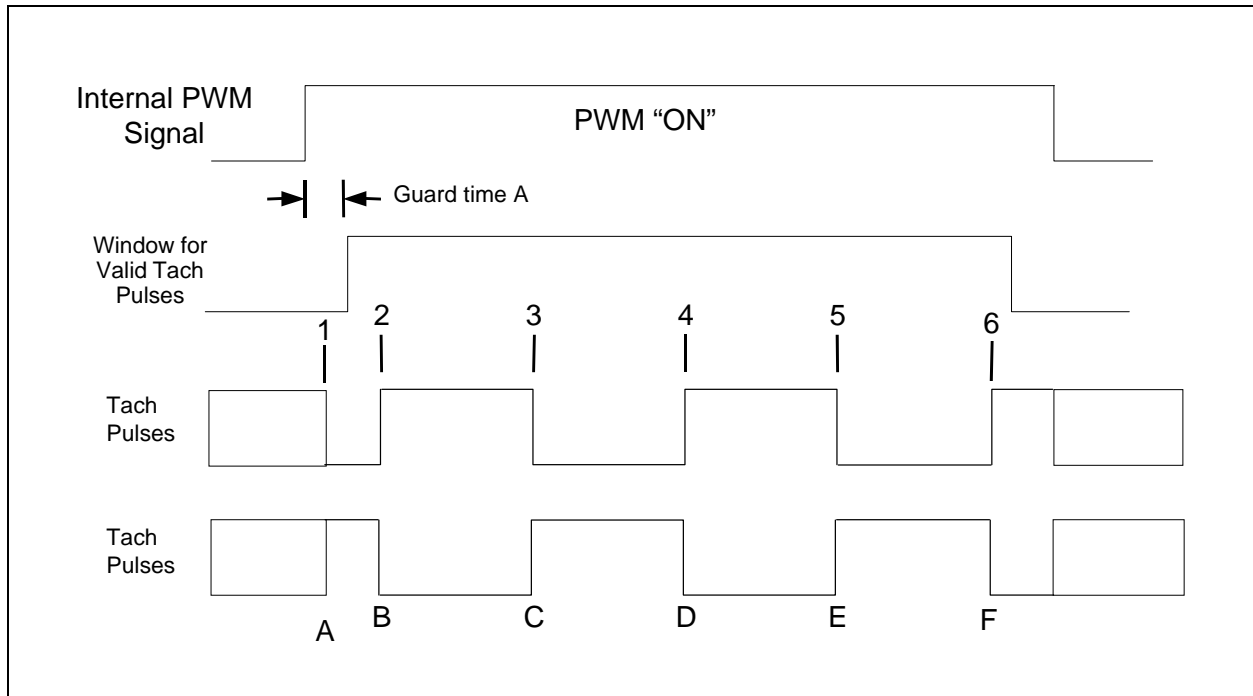 Internal PWM
Signal
PWM “ON”
Guard time A
Window for
Valid Tach
Pulses
1
2
3
4
5
6
Tach
Pulses
Tach
Pulses
A
B
C
D
E
F